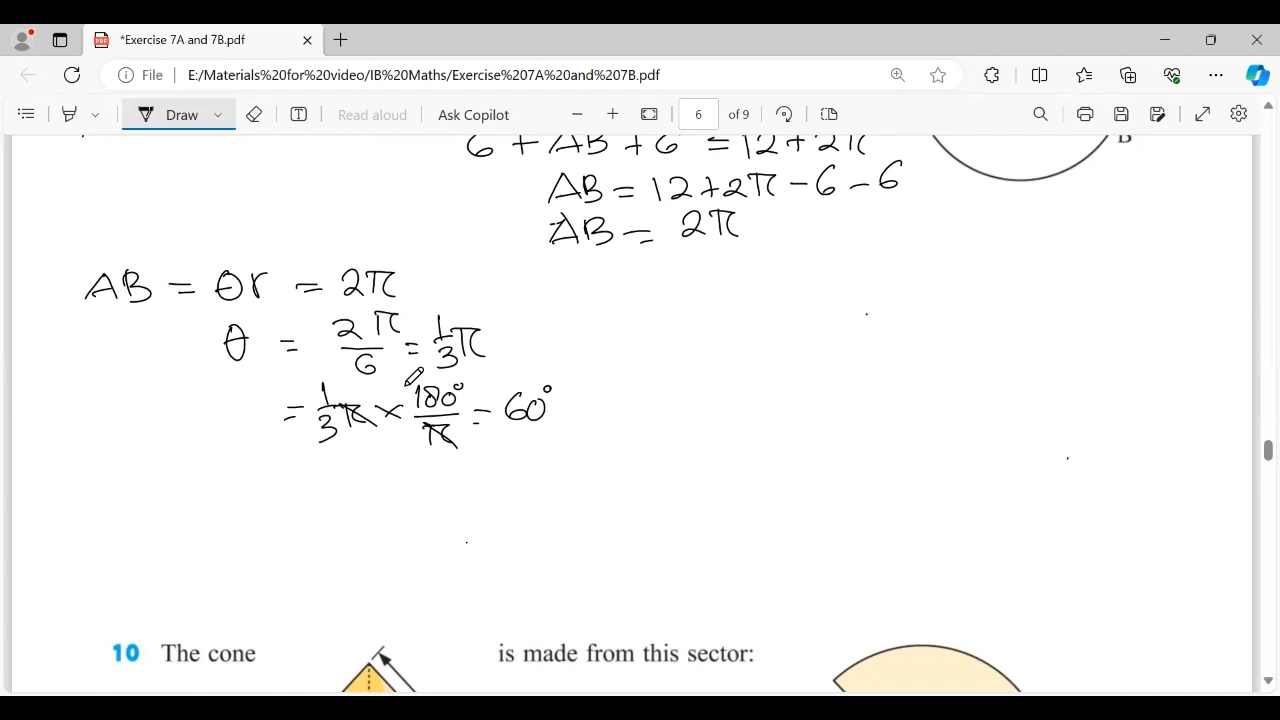 *Exercise 7A and 7B.pdf
File E:/Materials%20for%20video/IB%20Maths/Exercise%207A%20and%207B.pdf
Draw Read aloud Ask Copilot 6 of 9
6 + AB + 6 = 12 + 2π
B
AB = 12 + 2π - 6 - 6
AB = 2π
AB = θr = 2π
θ = 2π/6 = 1/3 π
= 1/3 π × 180°/π = 60°
10 The cone is made from this sector: